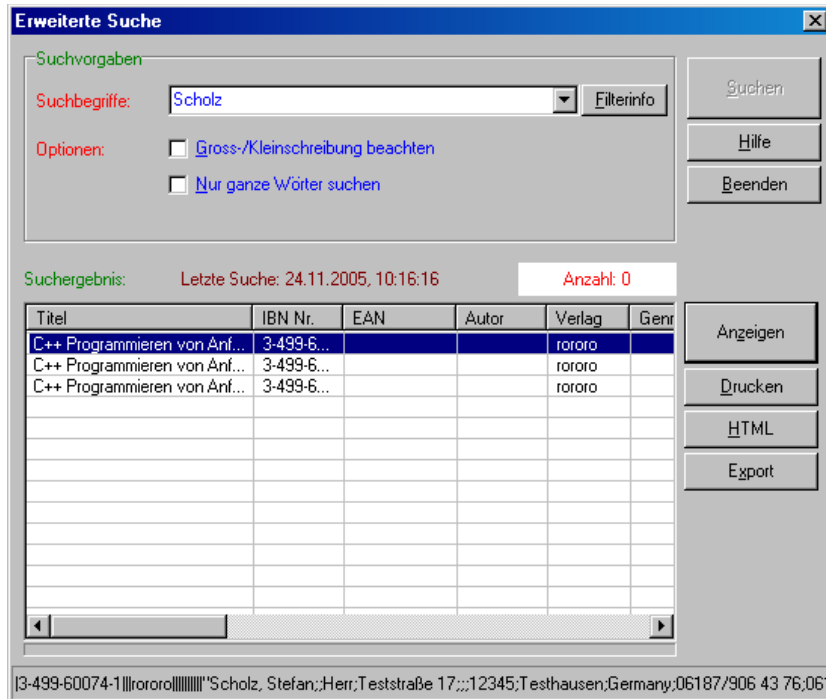 Erweiterte Suche
Suchvorgaben
Suchbegriffe: Scholz Filterinfo
Suchen
Optionen: Gross-/Kleinschreibung beachten
Hilfe
Nur ganze Wörter suchen
Beenden
Suchergebnis: Letzte Suche: 24.11.2005, 10:16:16 Anzahl: 0
Titel IBN Nr. EAN Autor Verlag Genr
Anzeigen
C++ Programmieren von Anf... 3-499-6... rororo
C++ Programmieren von Anf... 3-499-6... rororo
C++ Programmieren von Anf... 3-499-6... rororo
Drucken
HTML
Export
|3-499-60074-1|||rororo||||||||||"Scholz, Stefan;;Herr;Teststraße 17;;;12345;Testhausen;Germany;06187/906 43 76;06